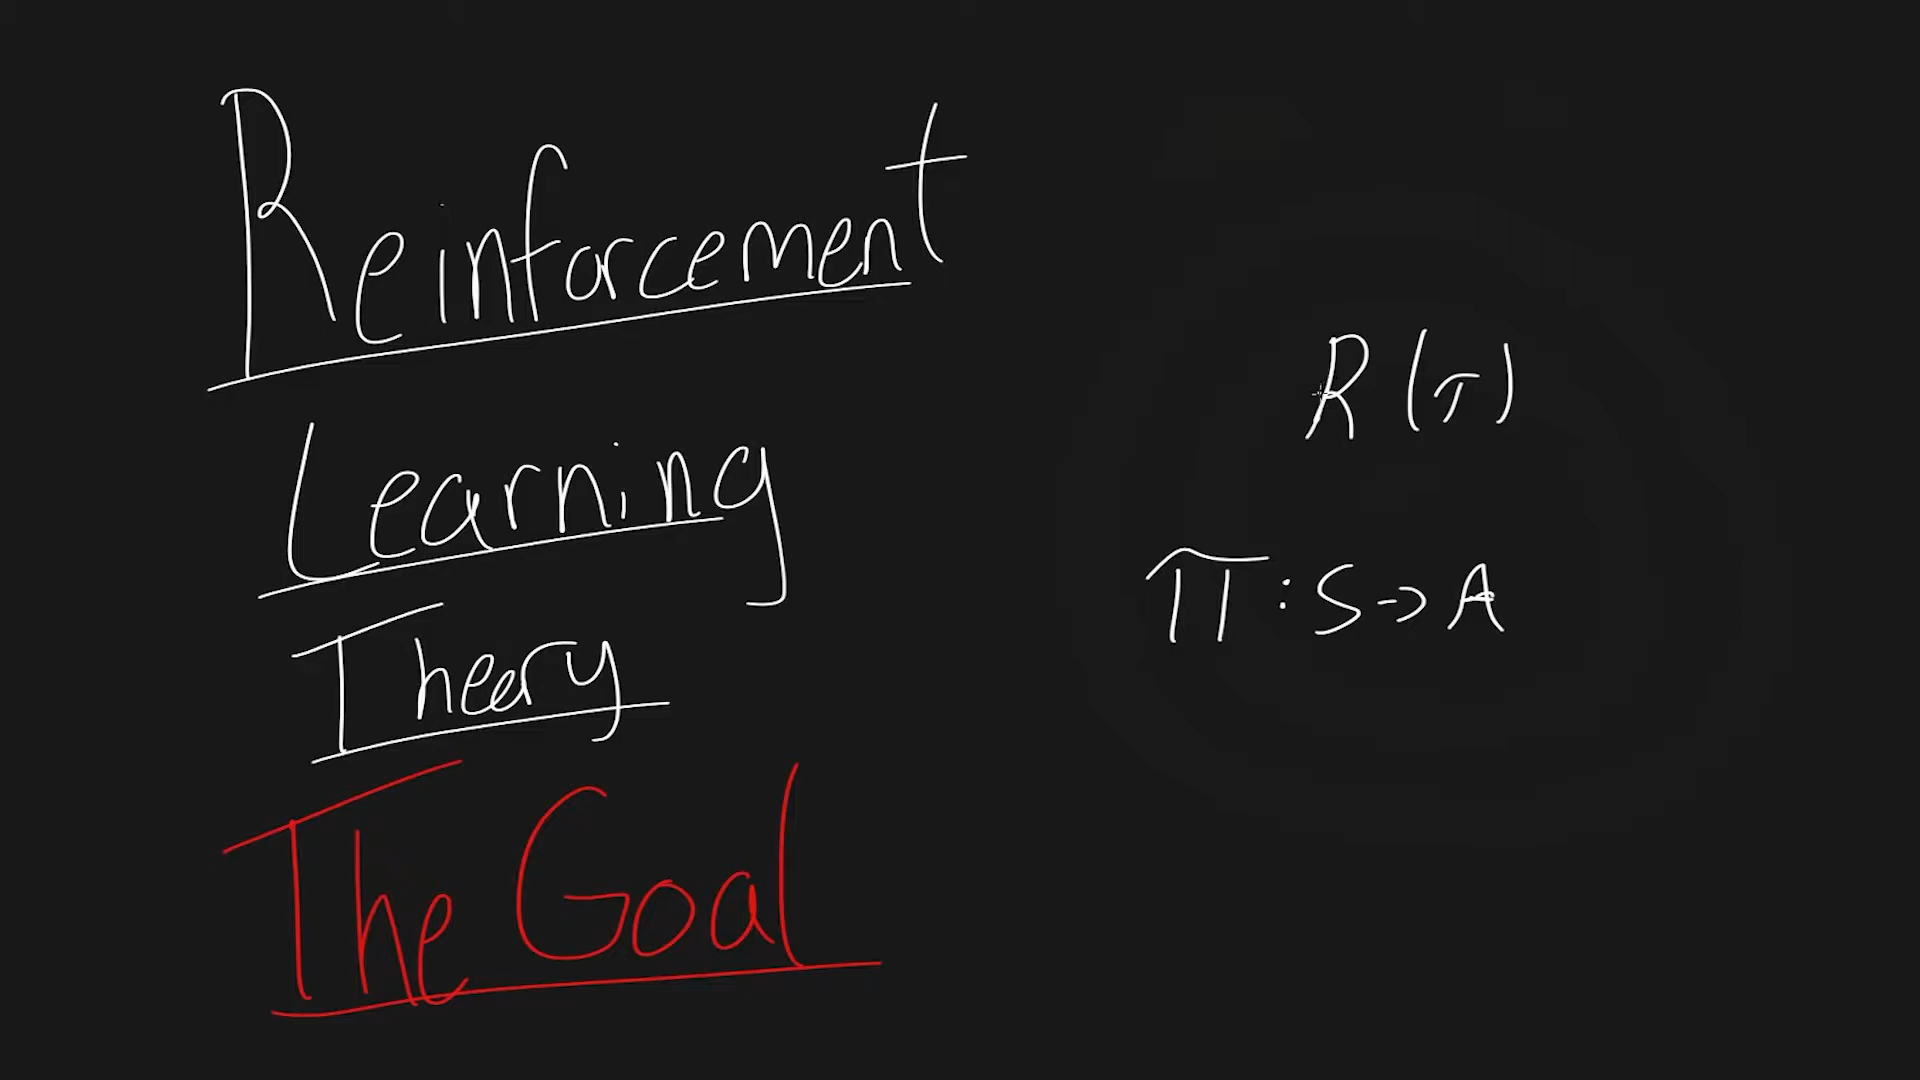 Reinforcement
Learning
Theory
The Goal
R(τ)
π: S → A